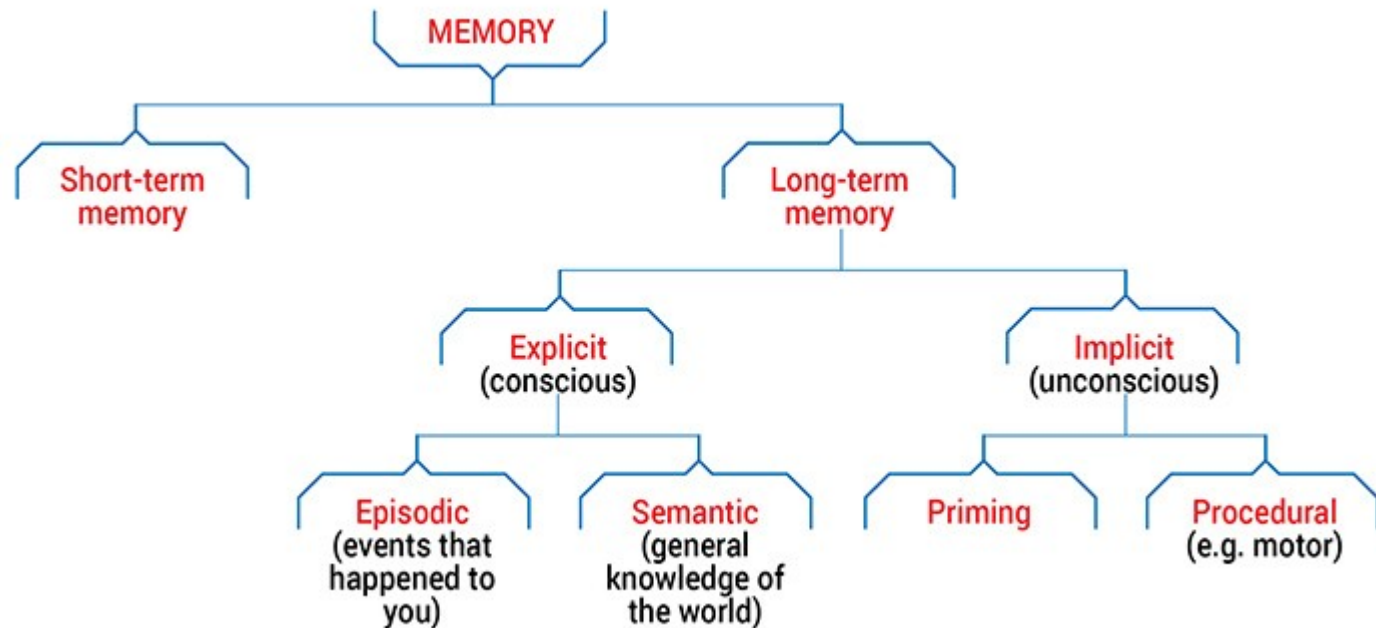 MEMORY
Short-term
memory
Long-term
memory
Explicit
(conscious)
Implicit
(unconscious)
Episodic
(events that
happened to
you)
Semantic
(general
knowledge of
the world)
Priming
Procedural
(e.g. motor)